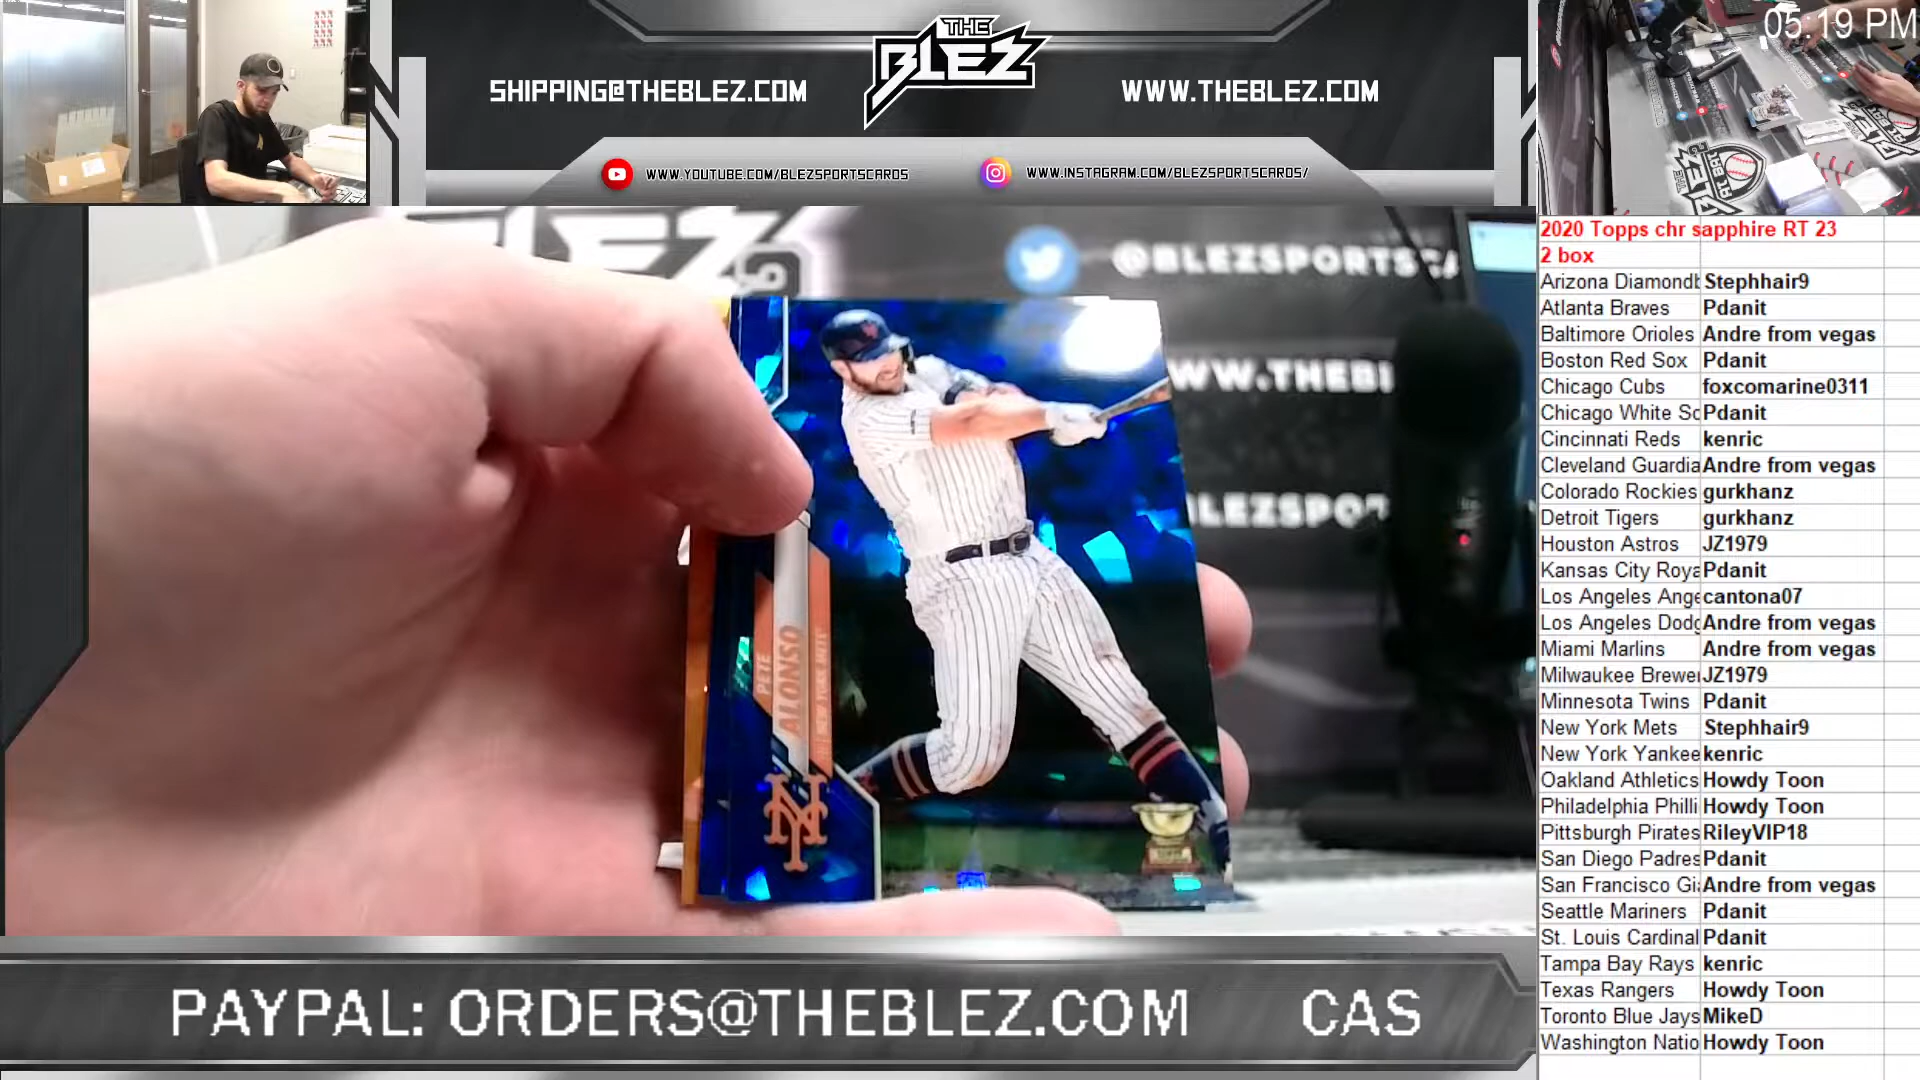 THE
BLEZ
SHIPPING@THEBLEZ.COM
WWW.THEBLEZ.COM
WWW.YOUTUBE.COM/BLEZSPORTSCARDS
WWW.INSTAGRAM.COM/BLEZSPORTSCARDS/
05:19 PM
@BLEZSPORTSCA
WW.THEBL
BLEZSPO
PETE
ALONSO
NEW YORK METS
NY
2020 Topps chr sapphire RT 23
2 box
Arizona Diamondb Stephhair9
Atlanta Braves Pdanit
Baltimore Orioles Andre from vegas
Boston Red Sox Pdanit
Chicago Cubs foxcomarine0311
Chicago White So Pdanit
Cincinnati Reds kenric
Cleveland Guardia Andre from vegas
Colorado Rockies gurkhanz
Detroit Tigers gurkhanz
Houston Astros JZ1979
Kansas City Roya Pdanit
Los Angeles Ange cantona07
Los Angeles Dodg Andre from vegas
Miami Marlins Andre from vegas
Milwaukee Brewer JZ1979
Minnesota Twins Pdanit
New York Mets Stephhair9
New York Yankee kenric
Oakland Athletics Howdy Toon
Philadelphia Philli Howdy Toon
Pittsburgh Pirates RileyVIP18
San Diego Padres Pdanit
San Francisco Gi Andre from vegas
Seattle Mariners Pdanit
St. Louis Cardinal Pdanit
Tampa Bay Rays kenric
Texas Rangers Howdy Toon
Toronto Blue Jays MikeD
Washington Natio Howdy Toon
PAYPAL: ORDERS@THEBLEZ.COM CAS